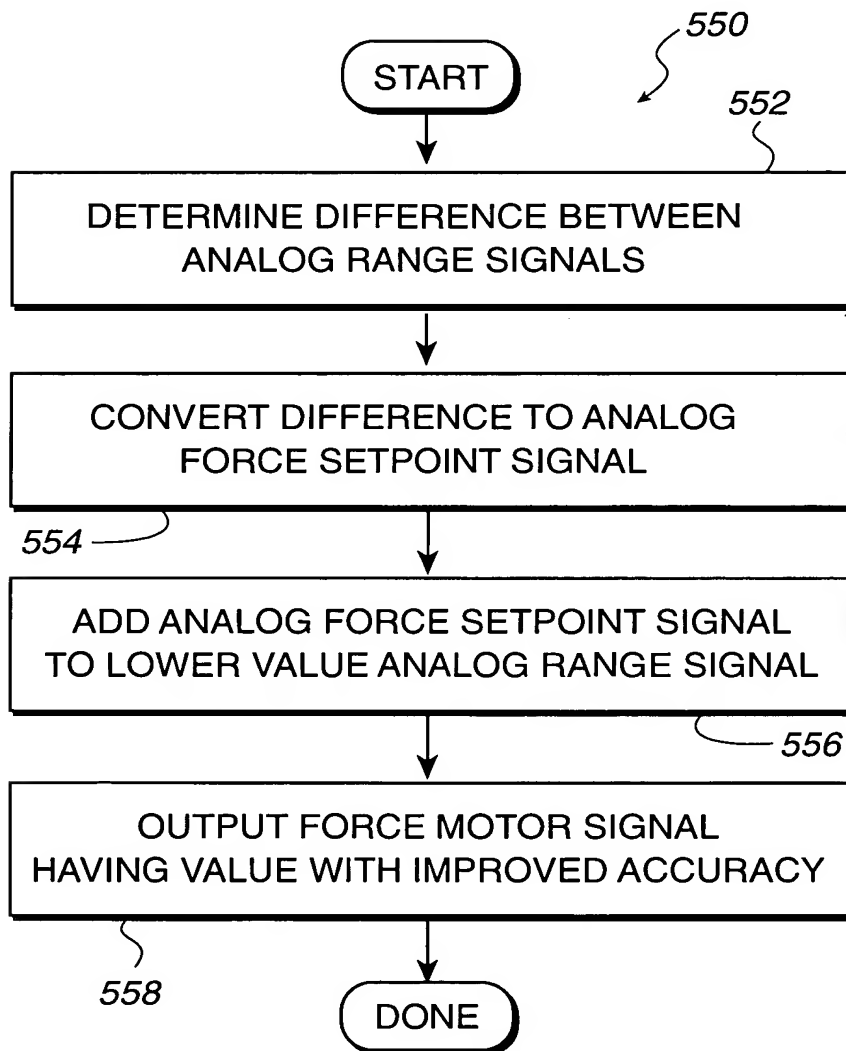 550
START
552
DETERMINE DIFFERENCE BETWEEN
ANALOG RANGE SIGNALS
CONVERT DIFFERENCE TO ANALOG
FORCE SETPOINT SIGNAL
554
ADD ANALOG FORCE SETPOINT SIGNAL
TO LOWER VALUE ANALOG RANGE SIGNAL
556
OUTPUT FORCE MOTOR SIGNAL
HAVING VALUE WITH IMPROVED ACCURACY
558
DONE